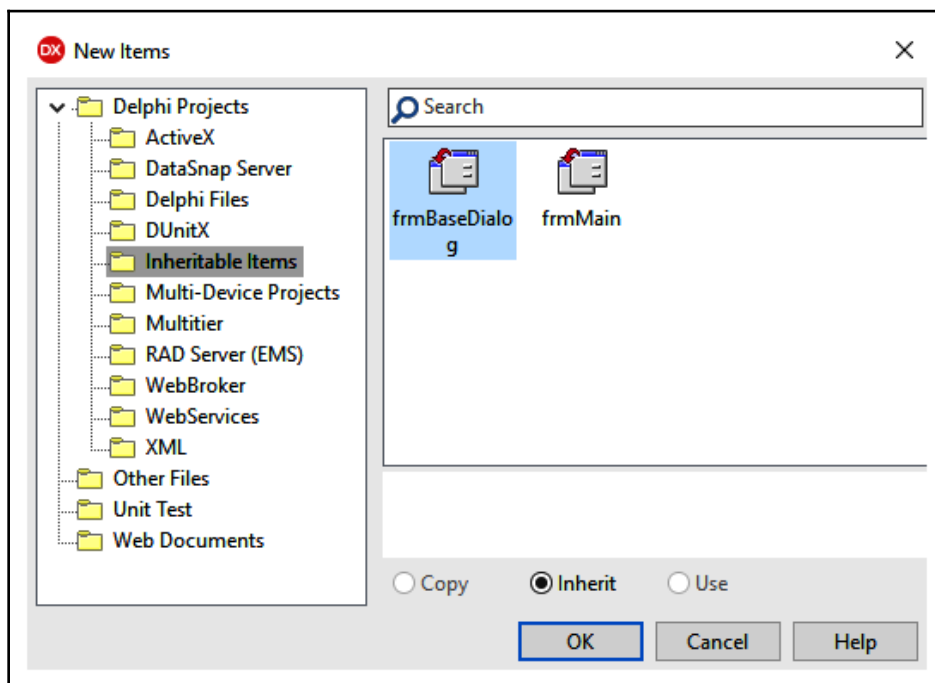 DX New Items
Delphi Projects
ActiveX
DataSnap Server
Delphi Files
DUnitX
Inheritable Items
Multi-Device Projects
Multitier
RAD Server (EMS)
WebBroker
WebServices
XML
Other Files
Unit Test
Web Documents
Search
frmBaseDialo
g
frmMain
Copy Inherit Use
OK Cancel Help